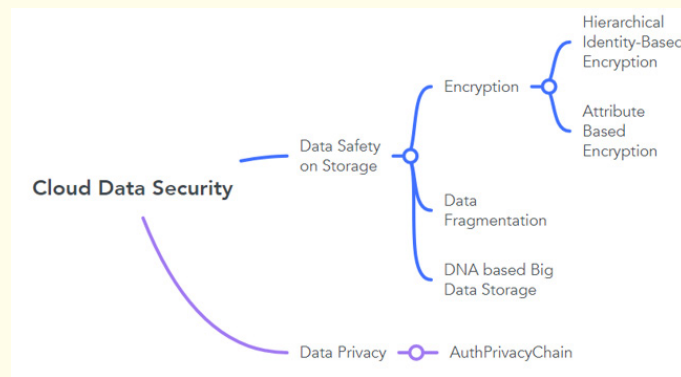 Hierarchical
Identity-Based
Encryption
Encryption
Attribute
Based
Encryption
Data Safety
on Storage
Cloud Data Security
Data
Fragmentation
DNA based Big
Data Storage
Data Privacy
AuthPrivacyChain